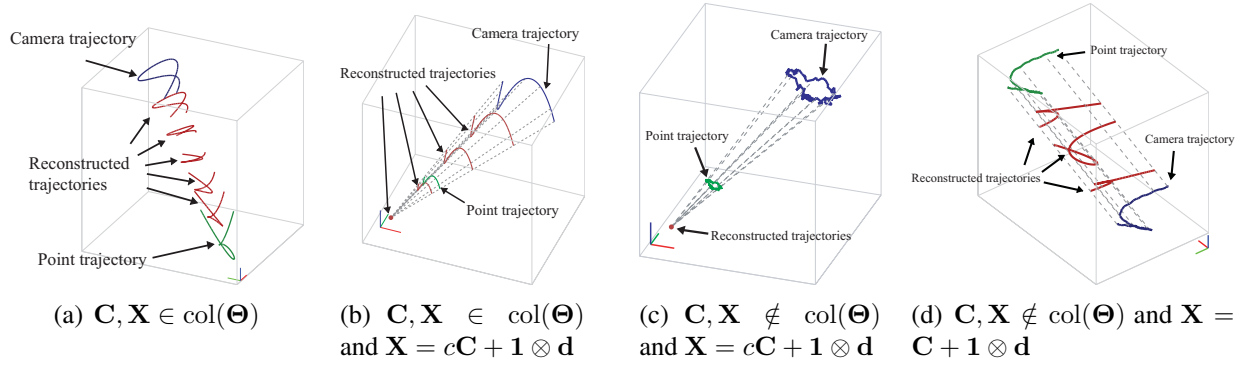 Camera trajectory
Reconstructed
trajectories
Point trajectory
Camera trajectory
Reconstructed trajectories
Point trajectory
Camera trajectory
Point trajectory
Reconstructed trajectories
Point trajectory
Camera trajectory
Reconstructed trajectories
(a) C, X ∈ col(Θ)
(b) C, X ∈ col(Θ)
and X = cC + 1 ⊗ d
(c) C, X ∉ col(Θ)
and X = cC + 1 ⊗ d
(d) C, X ∉ col(Θ) and X =
C + 1 ⊗ d